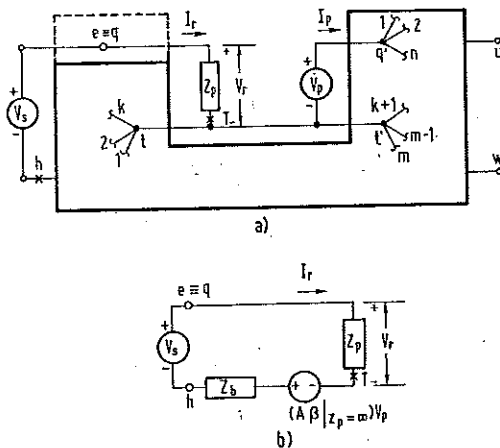 I_r
I_p
e ≡ q
+
V_s
-
h
Z_p
T
+
V_r
-
+
V_p
-
k
2
1
t
1
2
q'
n
k+1
t'
m-1
m
u
w
a)
I_r
e ≡ q
+
V_s
-
h
Z_b
+ -
(Aβ|Z_p=∞)V_p
Z_p
T
+
V_r
-
b)